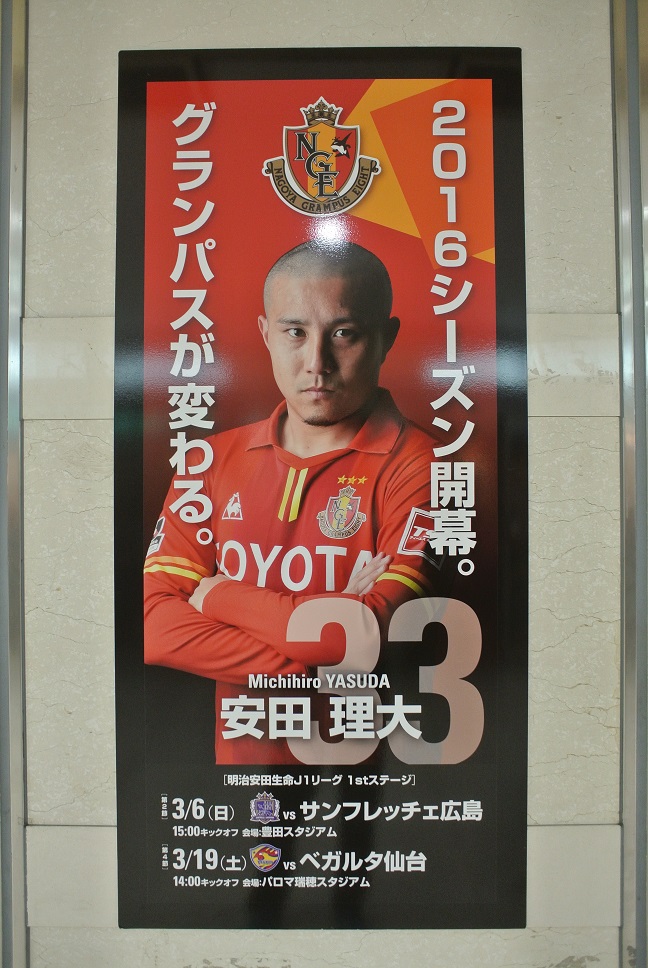 2016シーズン開幕。
グランパスが変わる。
NGE
NAGOYA GRAMPUS EIGHT
TOYOTA
33
Michihiro YASUDA
安田 理大
[明治安田生命J1リーグ 1stステージ]
[第2節] 3/6(日) vs サンフレッチェ広島
15:00キックオフ 会場:豊田スタジアム
[第4節] 3/19(土) vs ベガルタ仙台
14:00キックオフ 会場:パロマ瑞穂スタジアム